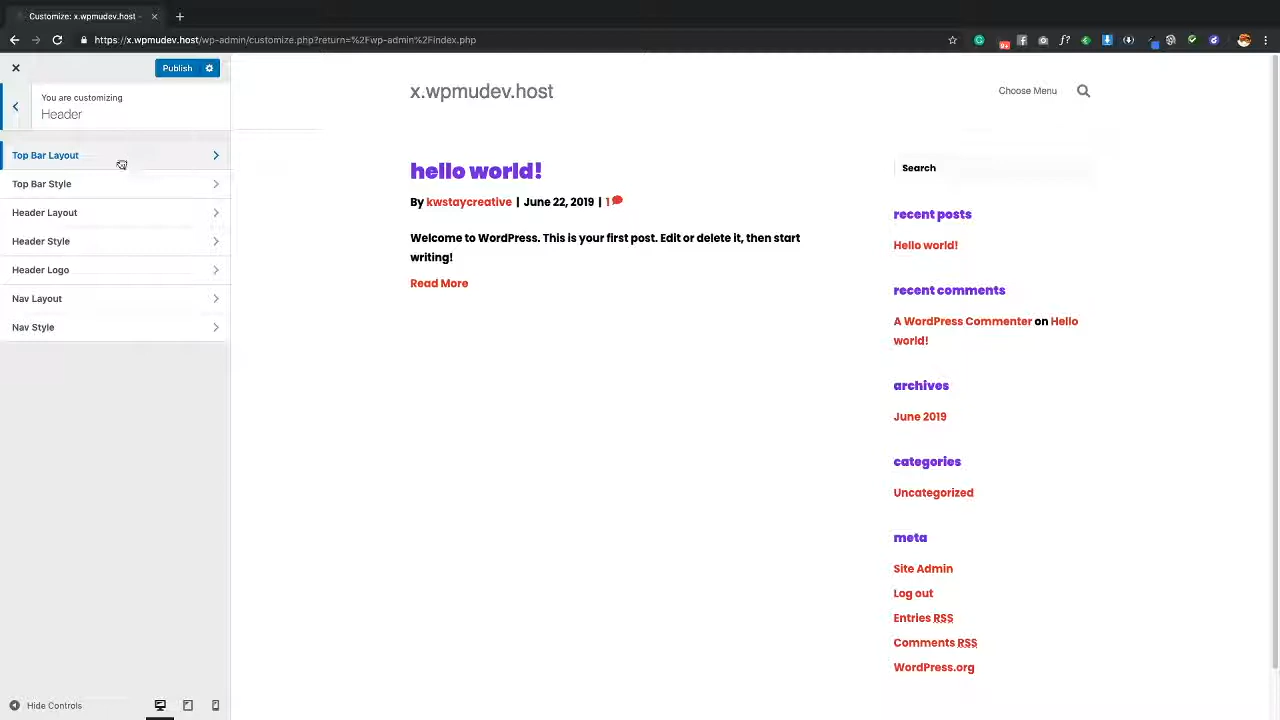 Customize: x.wpmudev.host -
https://x.wpmudev.host/wp-admin/customize.php?return=%2Fwp-admin%2Findex.php
Publish
You are customizing
Header
Top Bar Layout
Top Bar Style
Header Layout
Header Style
Header Logo
Nav Layout
Nav Style
Hide Controls
x.wpmudev.host
Choose Menu
hello world!
By kwstaycreative | June 22, 2019 | 1
Welcome to WordPress. This is your first post. Edit or delete it, then start
writing!
Read More
Search
recent posts
Hello world!
recent comments
A WordPress Commenter on Hello
world!
archives
June 2019
categories
Uncategorized
meta
Site Admin
Log out
Entries RSS
Comments RSS
WordPress.org